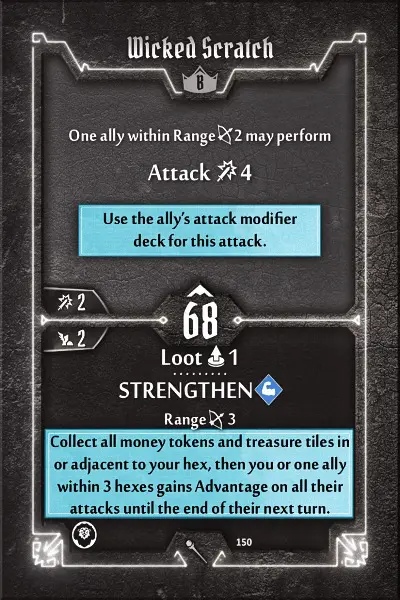 Wicked Scratch
B
One ally within Range 2 may perform
Attack 4
Use the ally's attack modifier
deck for this attack.
2
68
2
Loot 1
STRENGTHEN
Range 3
Collect all money tokens and treasure tiles in
or adjacent to your hex, then you or one ally
within 3 hexes gains Advantage on all their
attacks until the end of their next turn.
150